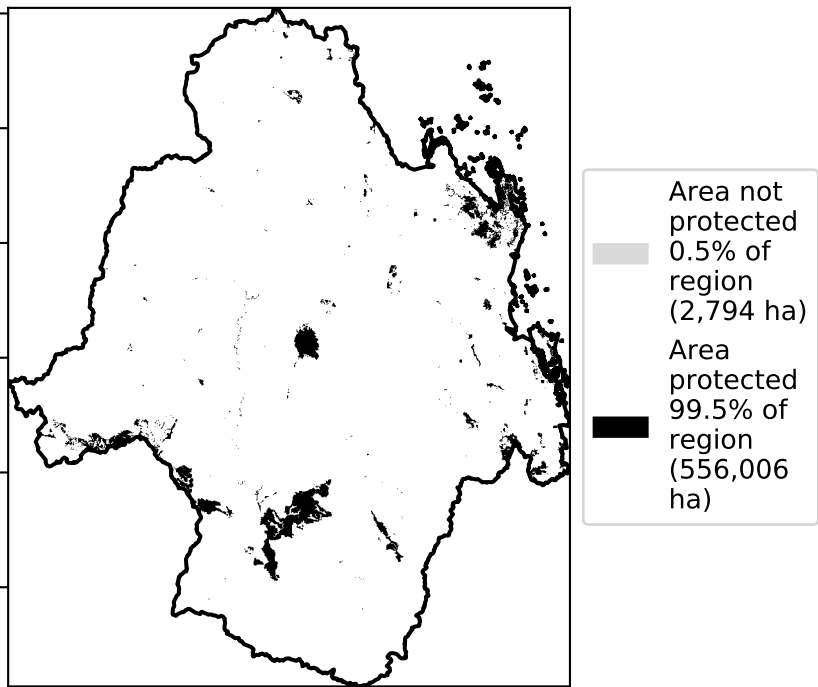 Area not
protected
0.5% of
region
(2,794 ha)
Area
protected
99.5% of
region
(556,006
ha)